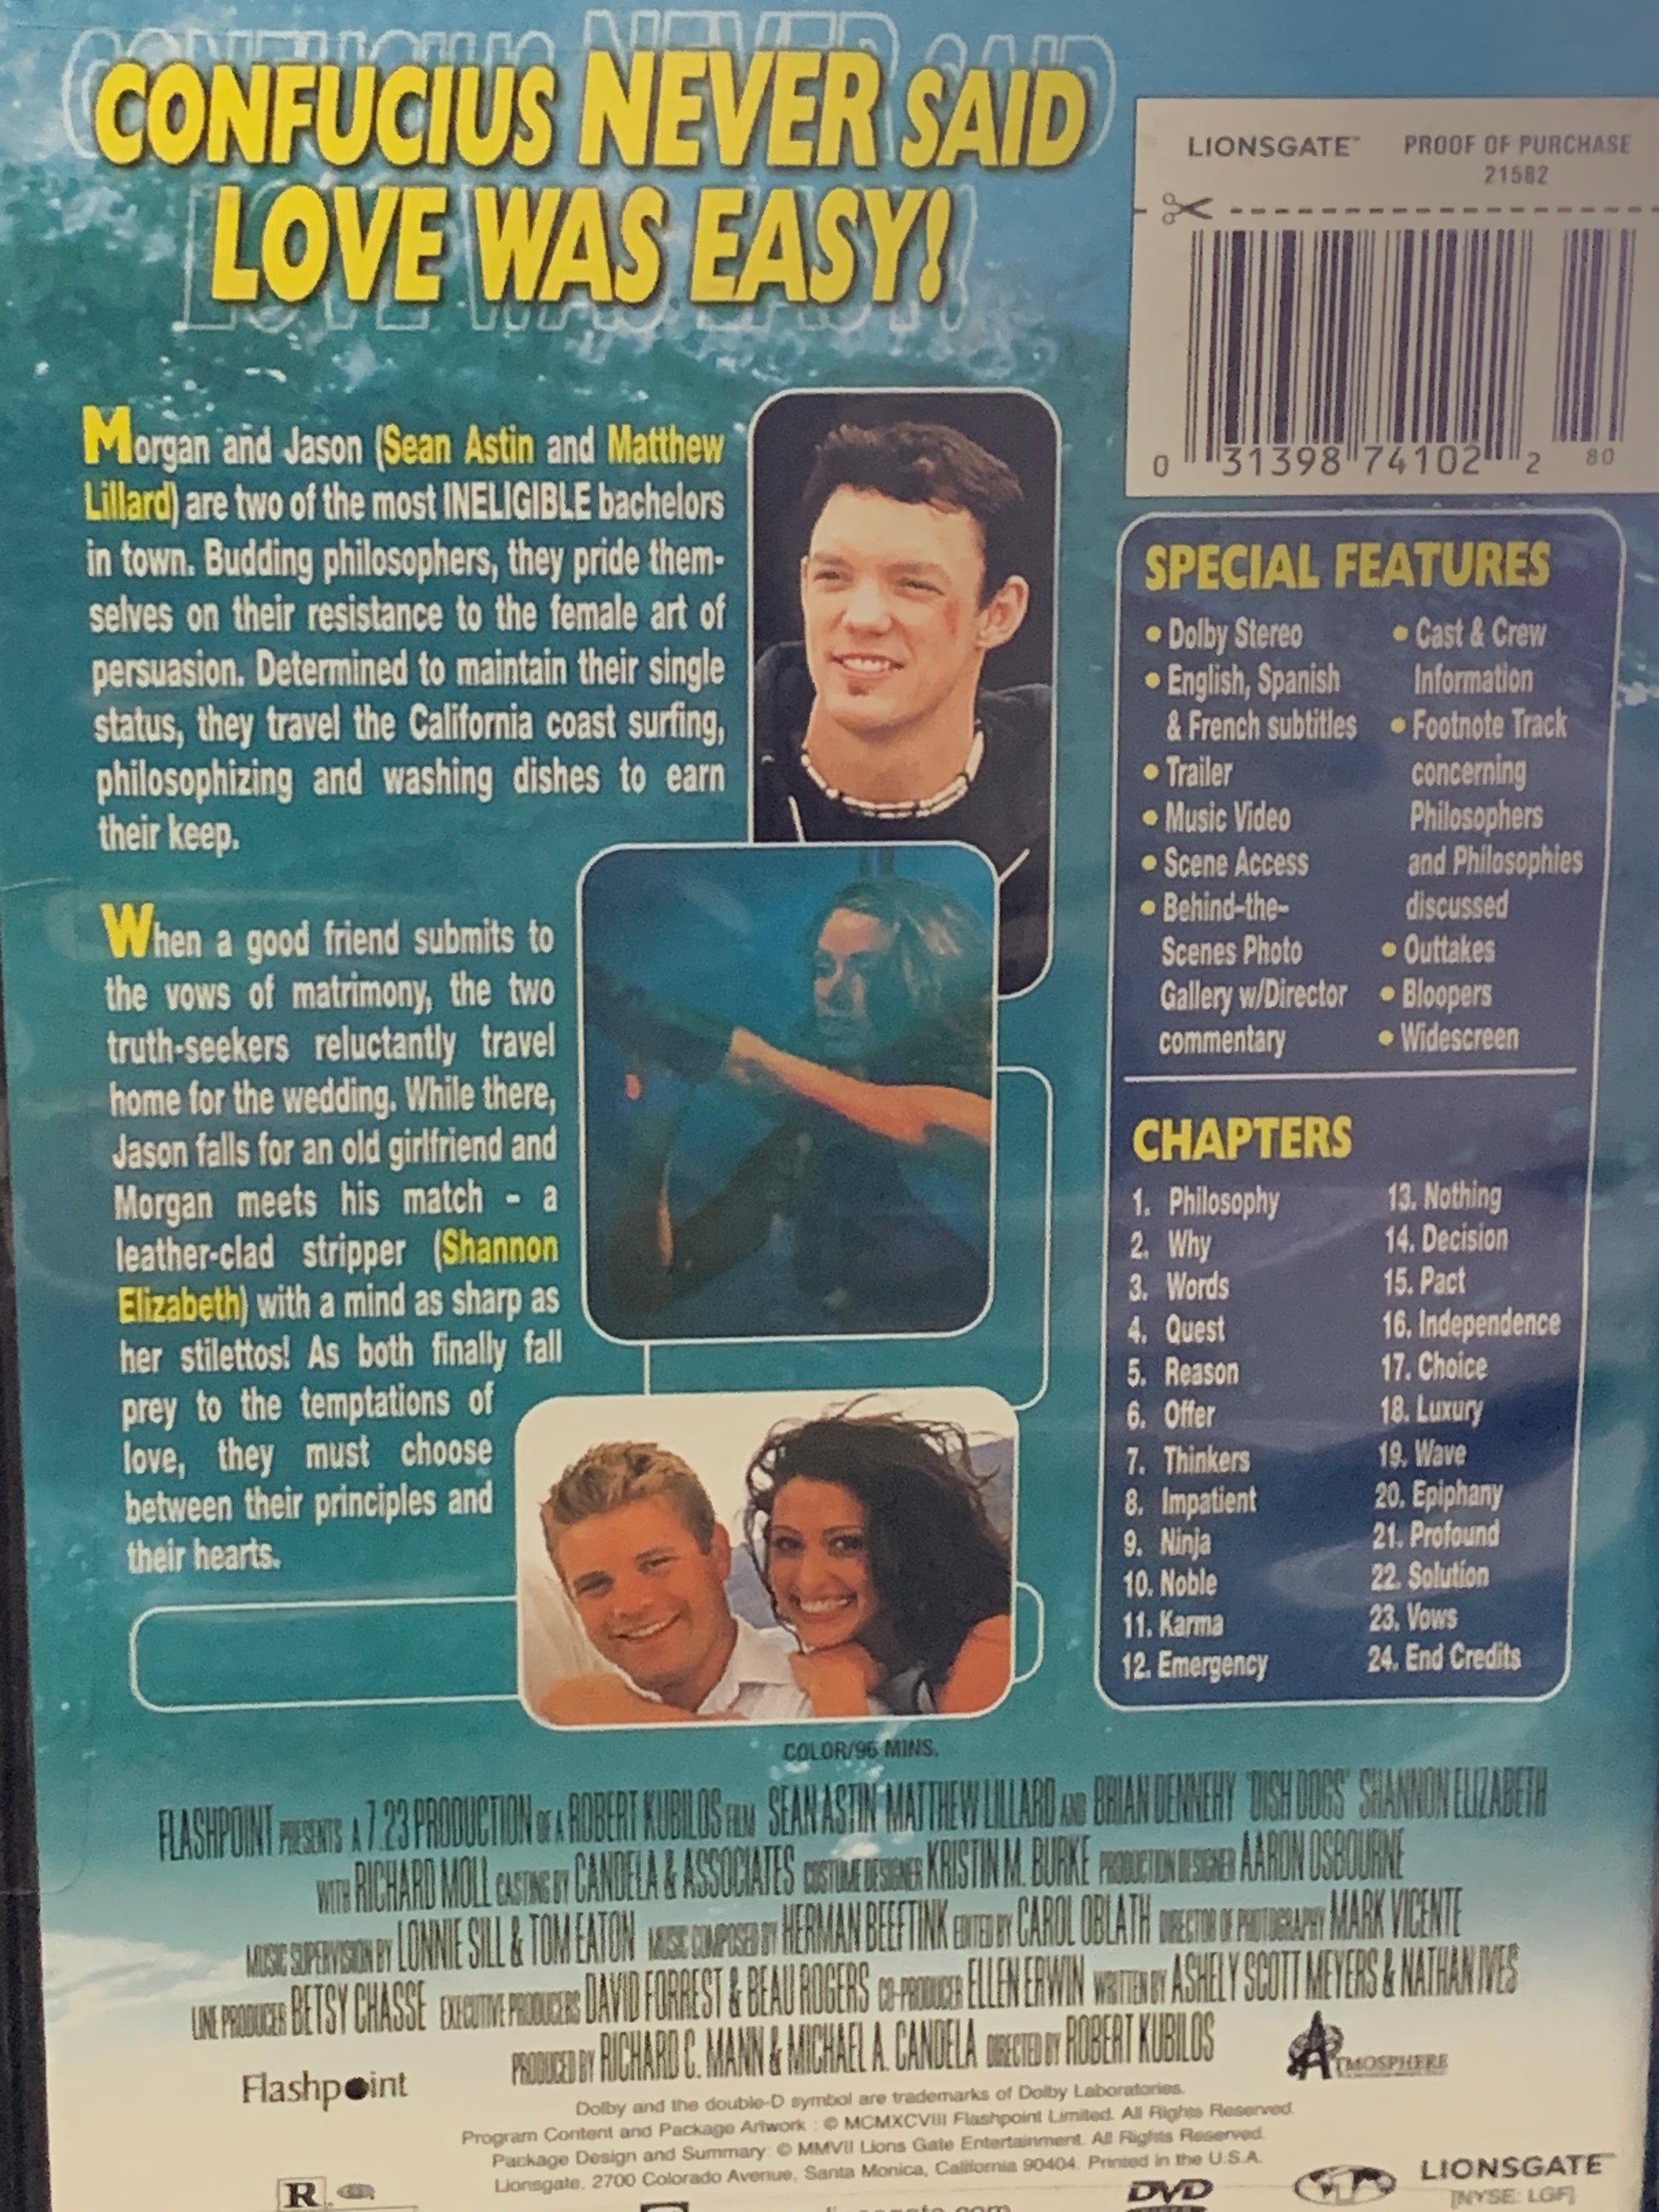 CONFUCIUS NEVER SAID
LOVE WAS EASY!
LIONSGATE™
PROOF OF PURCHASE
21582
0 31398 74102 2 80
Morgan and Jason (Sean Astin and Matthew
Lillard) are two of the most INELIGIBLE bachelors
in town. Budding philosophers, they pride them-
selves on their resistance to the female art of
persuasion. Determined to maintain their single
status, they travel the California coast surfing,
philosophizing and washing dishes to earn
their keep.
When a good friend submits to
the vows of matrimony, the two
truth-seekers reluctantly travel
home for the wedding. While there,
Jason falls for an old girlfriend and
Morgan meets his match - a
leather-clad stripper (Shannon
Elizabeth) with a mind as sharp as
her stilettos! As both finally fall
prey to the temptations of
love, they must choose
between their principles and
their hearts.
SPECIAL FEATURES
• Dolby Stereo
• English, Spanish
& French subtitles
• Trailer
• Music Video
• Scene Access
• Behind-the-
Scenes Photo
Gallery w/Director
commentary
• Cast & Crew
Information
• Footnote Track
concerning
Philosophers
and Philosophies
discussed
• Outtakes
• Bloopers
• Widescreen
CHAPTERS
1. Philosophy
2. Why
3. Words
4. Quest
5. Reason
6. Offer
7. Thinkers
8. Impatient
9. Ninja
10. Noble
11. Karma
12. Emergency
13. Nothing
14. Decision
15. Pact
16. Independence
17. Choice
18. Luxury
19. Wave
20. Epiphany
21. Profound
22. Solution
23. Vows
24. End Credits
COLOR/96 MINS.
FLASHPOINT PRESENTS A 7.23 PRODUCTION OF A ROBERT KUBILOS FILM SEAN ASTIN MATTHEW LILLARD AND BRIAN DENNEHY "DISH DOGS" SHANNON ELIZABETH
WITH RICHARD MOLL CASTING BY CANDELA & ASSOCIATES COSTUME DESIGNER KRISTIN M. BURKE PRODUCTION DESIGNER AARON OSBOURNE
MUSIC SUPERVISION BY LONNIE SILL & TOM EATON MUSIC COMPOSED BY HERMAN BEEFTINK EDITED BY CAROL OBLATH DIRECTOR OF PHOTOGRAPHY MARK VICENTE
LINE PRODUCER BETSY CHASSE EXECUTIVE PRODUCERS DAVID FORREST & BEAU ROGERS CO-PRODUCER ELLEN ERWIN WRITTEN BY ASHELY SCOTT MEYERS & NATHAN IVES
PRODUCED BY RICHARD C. MANN & MICHAEL A. CANDELA DIRECTED BY ROBERT KUBILOS
Flashpoint
ATMOSPHERE
Dolby and the double-D symbol are trademarks of Dolby Laboratories.
Program Content and Package Artwork : © MCMXCVIII Flashpoint Limited. All Rights Reserved.
Package Design and Summary: © MMVII Lions Gate Entertainment. All Rights Reserved.
Lionsgate, 2700 Colorado Avenue, Santa Monica, California 90404. Printed in the U.S.A.
R
DVD
LIONSGATE™
[NYSE: LGF]